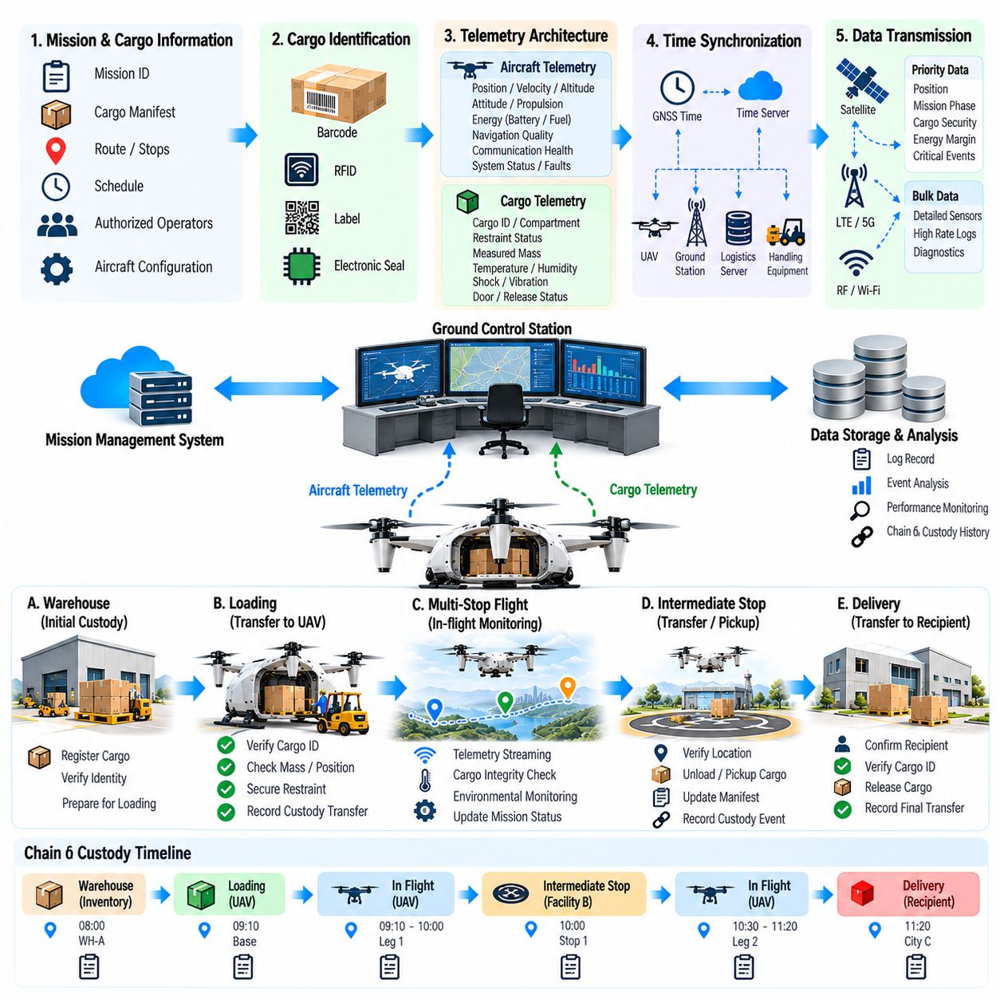 1. Mission & Cargo Information
Mission ID
Cargo Manifest
Route / Stops
Schedule
Authorized Operators
Aircraft Configuration
2. Cargo Identification
Barcode
RFID
Label
Electronic Seal
3. Telemetry Architecture
Aircraft Telemetry
Position / Velocity / Altitude
Attitude / Propulsion
Energy (Battery / Fuel)
Navigation Quality
Communication Health
System Status / Faults
Cargo Telemetry
Cargo ID / Compartment
Restraint Status
Measured Mass
Temperature / Humidity
Shock / Vibration
Door / Release Status
4. Time Synchronization
GNSS Time
Time Server
UAV
Ground
Station
Logistics
Server
Handling
Equipment
5. Data Transmission
Satellite
LTE / 5G
RF / Wi-Fi
Priority Data
Position
Mission Phase
Cargo Security
Energy Margin
Critical Events
Bulk Data
Detailed Sensors
High Rate Logs
Diagnostics
Ground Control Station
Mission Management System
Data Storage & Analysis
Log Record
Event Analysis
Performance Monitoring
Chain 6 Custody History
Aircraft Telemetry
Cargo Telemetry
A. Warehouse
(Initial Custody)
Register Cargo
Verify Identity
Prepare for Loading
B. Loading
(Transfer to UAV)
Verify Cargo ID
Check Mass / Position
Secure Restraint
Record Custody Transfer
C. Multi-Stop Flight
(In-flight Monitoring)
Telemetry Streaming
Cargo Integrity Check
Environmental Monitoring
Update Mission Status
D. Intermediate Stop
(Transfer / Pickup)
Verify Location
Unload / Pickup Cargo
Update Manifest
Record Custody Event
E. Delivery
(Transfer to Recipient)
Confirm Recipient
Verify Cargo ID
Release Cargo
Record Final Transfer
Chain 6 Custody Timeline
Warehouse
(Inventory)
08:00
WH-A
Loading
(UAV)
09:10
Base
In Flight
(UAV)
09:10 - 10:00
Leg 1
Intermediate Stop
(Facility B)
10:00
Stop 1
In Flight
(UAV)
10:30 - 11:20
Leg 2
Delivery
(Recipient)
11:20
City C